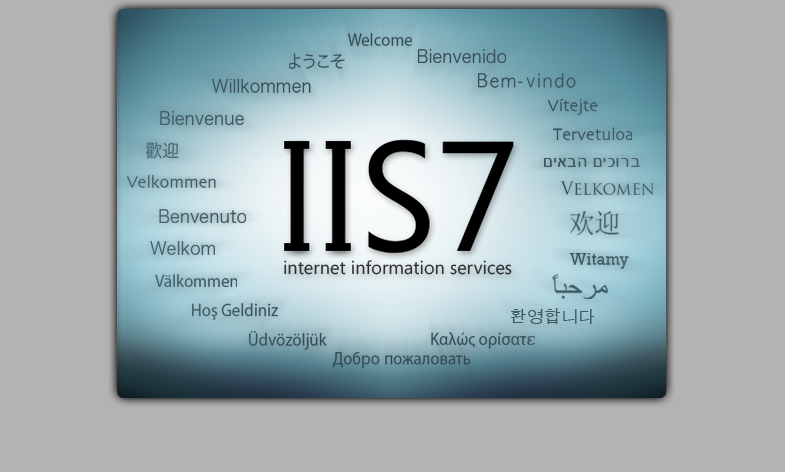 Welcome
Bienvenido
ようこそ
Bem-vindo
Willkommen
Vítejte
Bienvenue
Tervetuloa
歡迎
ברוכים הבאים
Velkommen
VELKOMEN
IIS7
Benvenuto
欢迎
Welkom
Witamy
internet information services
Välkommen
مرحباً
Hoş Geldiniz
환영합니다
Üdvözöljük
Καλώς ορίσατε
Добро пожаловать